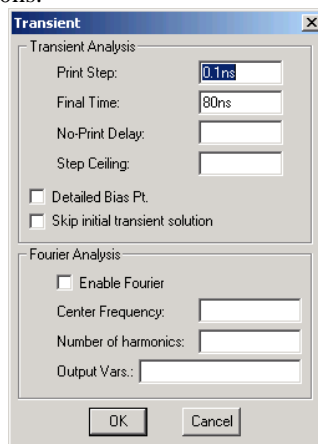 ons.
Transient
Transient Analysis
Print Step: 0.1ns
Final Time: 80ns
No-Print Delay:
Step Ceiling:
Detailed Bias Pt.
Skip initial transient solution
Fourier Analysis
Enable Fourier
Center Frequency:
Number of harmonics:
Output Vars.:
OK Cancel